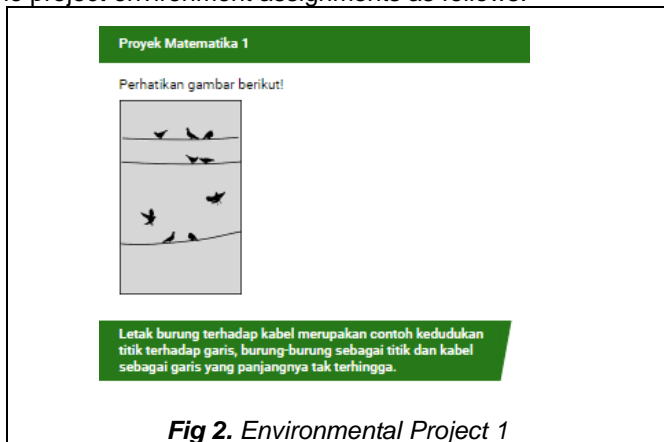 project environment assignments as follows:
Proyek Matematika 1
Perhatikan gambar berikut!
Letak burung terhadap kabel merupakan contoh kedudukan
titik terhadap garis, burung-burung sebagai titik dan kabel
sebagai garis yang panjangnya tak terhingga.
Fig 2. Environmental Project 1